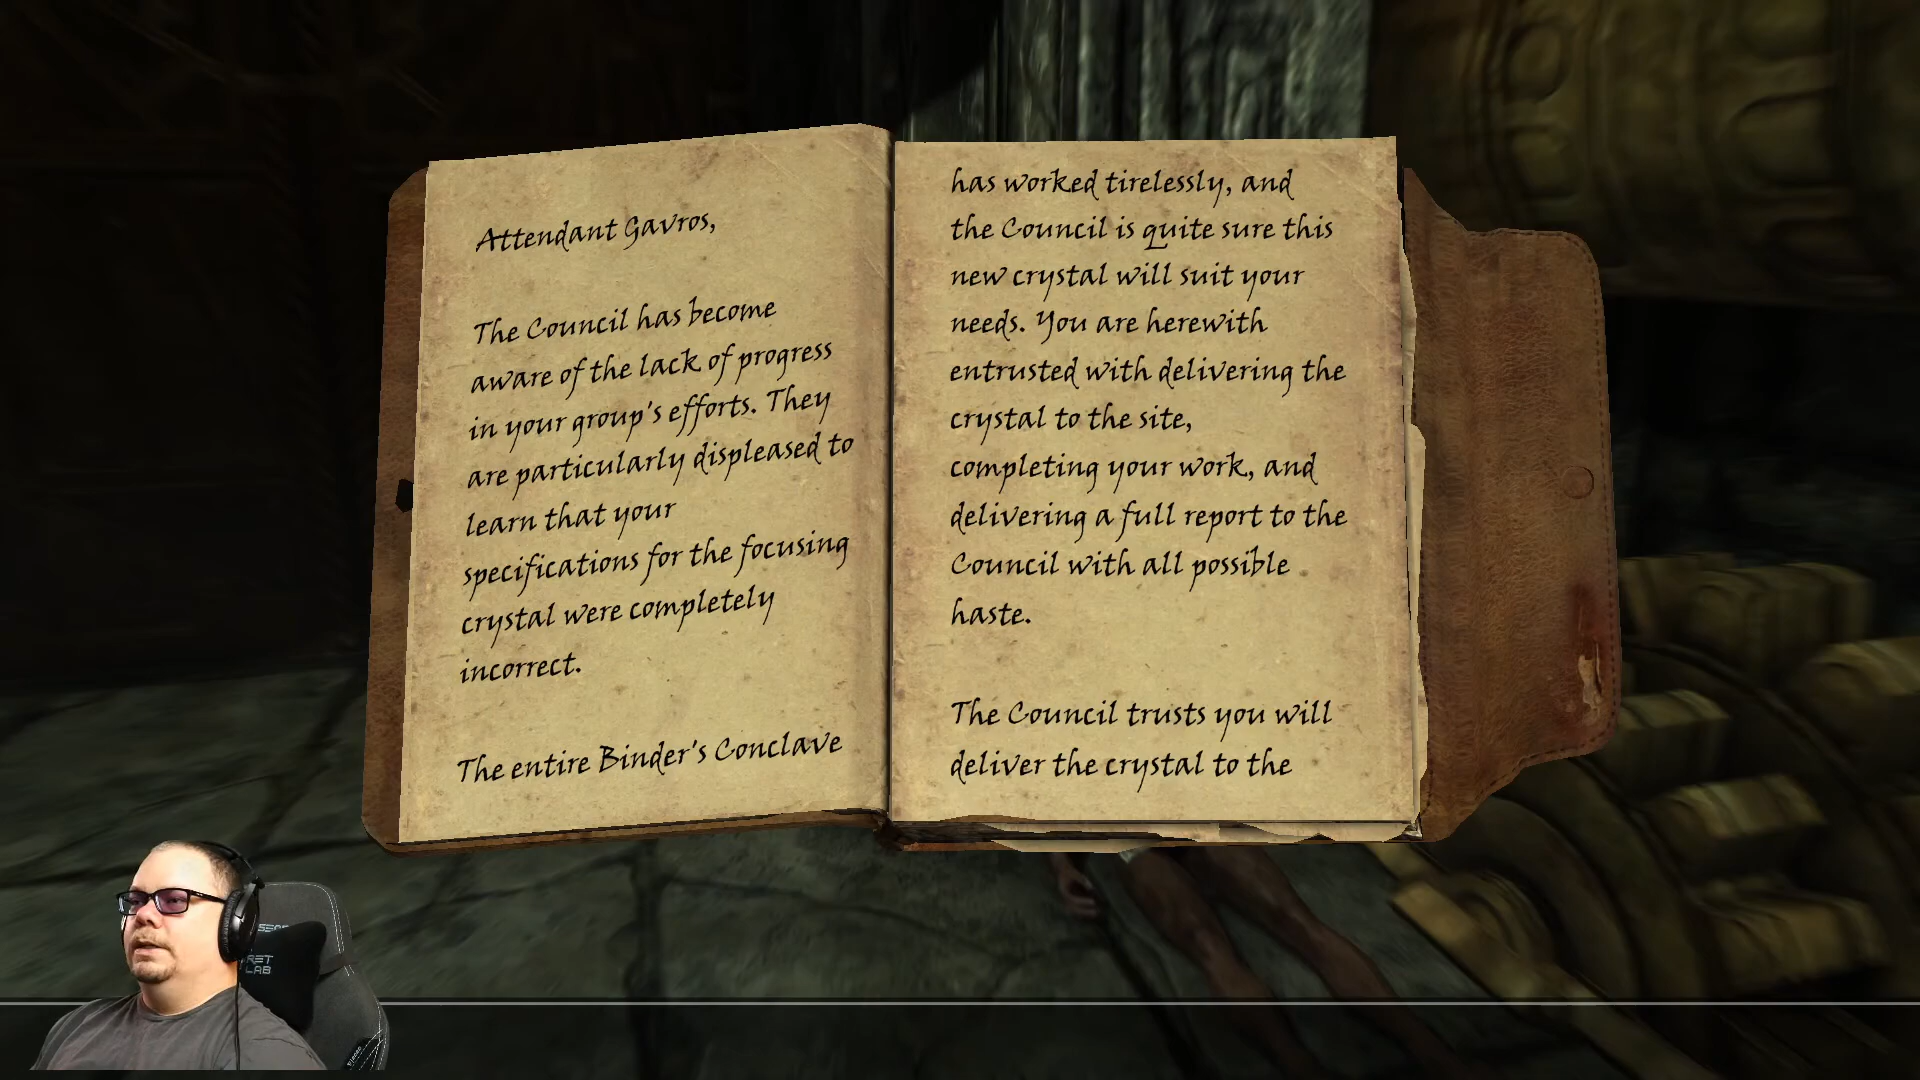 Attendant Gavros,
The Council has become
aware of the lack of progress
in your group's efforts. They
are particularly displeased to
learn that your
specifications for the focusing
crystal were completely
incorrect.
The entire Binder's Conclave
has worked tirelessly, and
the Council is quite sure this
new crystal will suit your
needs. You are herewith
entrusted with delivering the
crystal to the site,
completing your work, and
delivering a full report to the
Council with all possible
haste.
The Council trusts you will
deliver the crystal to the